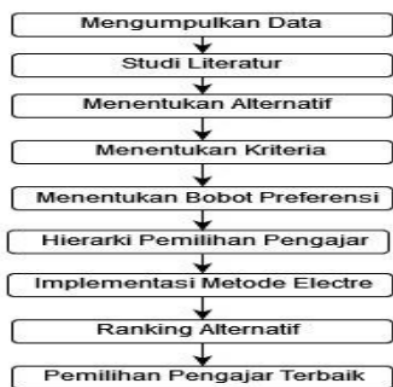 Mengumpulkan Data
Studi Literatur
Menentukan Alternatif
Menentukan Kriteria
Menentukan Bobot Preferensi
Hierarki Pemilihan Pengajar
Implementasi Metode Electre
Ranking Alternatif
Pemilihan Pengajar Terbaik